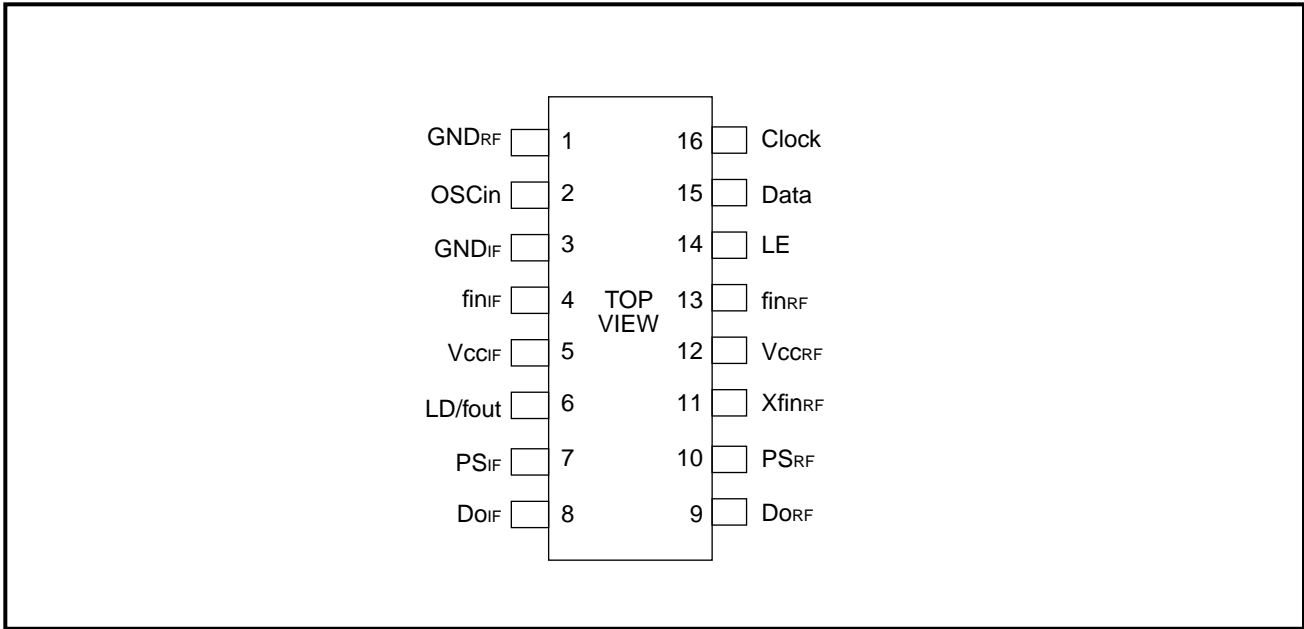 GNDRF 1 16 Clock
OSCin 2 15 Data
GNDIF 3 14 LE
finIF 4 TOP VIEW 13 finRF
VccIF 5 12 VccRF
LD/fout 6 11 XfinRF
PSIF 7 10 PSRF
DoIF 8 9 DoRF